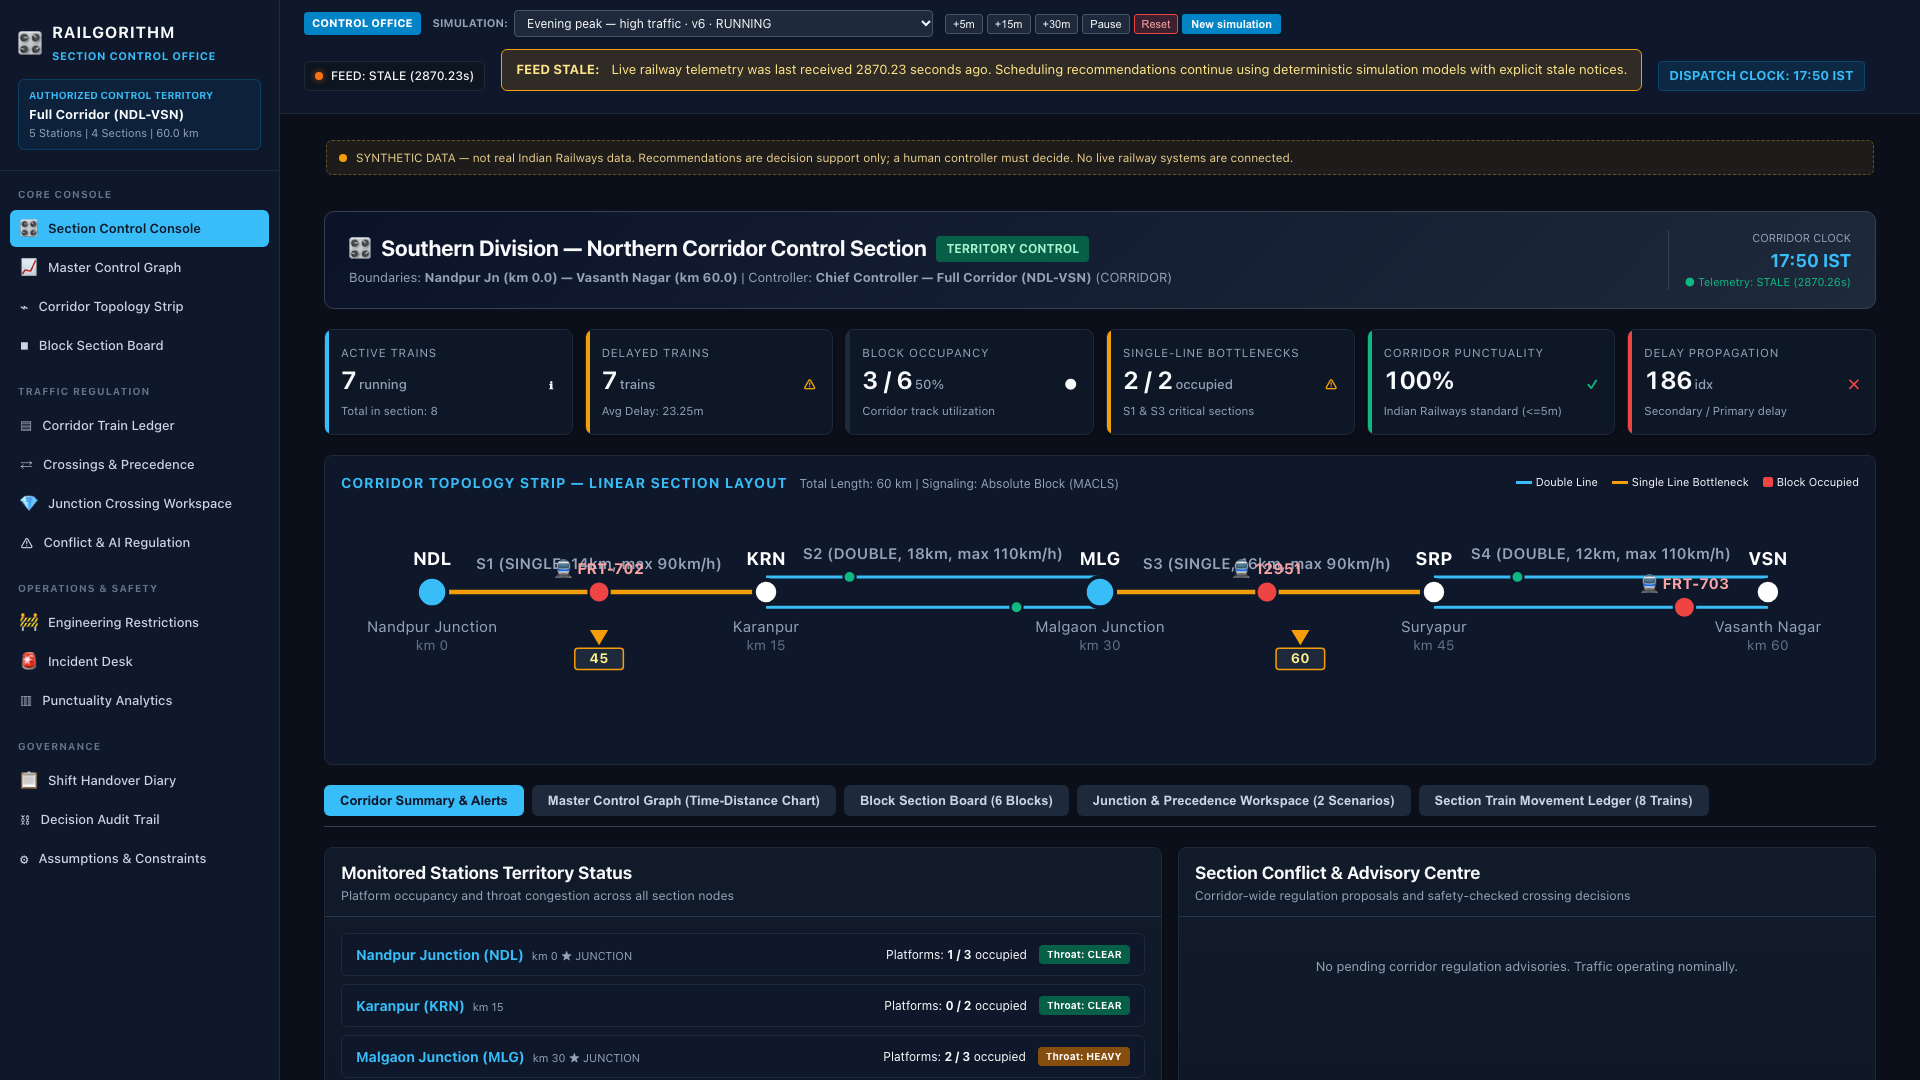 RAILGORITHM
SECTION CONTROL OFFICE
AUTHORIZED CONTROL TERRITORY
Full Corridor (NDL-VSN)
5 Stations | 4 Sections | 60.0 km
CORE CONSOLE
Section Control Console
Master Control Graph
Corridor Topology Strip
Block Section Board
TRAFFIC REGULATION
Corridor Train Ledger
Crossings & Precedence
Junction Crossing Workspace
Conflict & AI Regulation
OPERATIONS & SAFETY
Engineering Restrictions
Incident Desk
Punctuality Analytics
GOVERNANCE
Shift Handover Diary
Decision Audit Trail
Assumptions & Constraints
CONTROL OFFICE SIMULATION: Evening peak — high traffic · v6 · RUNNING +5m +15m +30m Pause Reset New simulation
FEED: STALE (2870.23s) FEED STALE: Live railway telemetry was last received 2870.23 seconds ago. Scheduling recommendations continue using deterministic simulation models with explicit stale notices. DISPATCH CLOCK: 17:50 IST
SYNTHETIC DATA — not real Indian Railways data. Recommendations are decision support only; a human controller must decide. No live railway systems are connected.
Southern Division — Northern Corridor Control Section TERRITORY CONTROL
Boundaries: Nandpur Jn (km 0.0) — Vasanth Nagar (km 60.0) | Controller: Chief Controller — Full Corridor (NDL-VSN) (CORRIDOR)
CORRIDOR CLOCK
17:50 IST
Telemetry: STALE (2870.26s)
ACTIVE TRAINS
7 running
Total in section: 8
DELAYED TRAINS
7 trains
Avg Delay: 23.25m
BLOCK OCCUPANCY
3 / 6 50%
Corridor track utilization
SINGLE-LINE BOTTLENECKS
2 / 2 occupied
S1 & S3 critical sections
CORRIDOR PUNCTUALITY
100%
Indian Railways standard (<=5m)
DELAY PROPAGATION
186 idx
Secondary / Primary delay
CORRIDOR TOPOLOGY STRIP — LINEAR SECTION LAYOUT Total Length: 60 km | Signaling: Absolute Block (MACLS)
Double Line Single Line Bottleneck Block Occupied
NDL S1 (SINGLE, 14km, max 90km/h) KRN S2 (DOUBLE, 18km, max 110km/h) MLG S3 (SINGLE, 16km, max 90km/h) SRP S4 (DOUBLE, 12km, max 110km/h) VSN
FRT-702 12951 FRT-703
Nandpur Junction Karanpur Malgaon Junction Suryapur Vasanth Nagar
km 0 km 15 km 30 km 45 km 60
45 60
Corridor Summary & Alerts Master Control Graph (Time-Distance Chart) Block Section Board (6 Blocks) Junction & Precedence Workspace (2 Scenarios) Section Train Movement Ledger (8 Trains)
Monitored Stations Territory Status
Platform occupancy and throat congestion across all section nodes
Nandpur Junction (NDL) km 0 ★ JUNCTION Platforms: 1 / 3 occupied Throat: CLEAR
Karanpur (KRN) km 15 Platforms: 0 / 2 occupied Throat: CLEAR
Malgaon Junction (MLG) km 30 ★ JUNCTION Platforms: 2 / 3 occupied Throat: HEAVY
Section Conflict & Advisory Centre
Corridor-wide regulation proposals and safety-checked crossing decisions
No pending corridor regulation advisories. Traffic operating nominally.